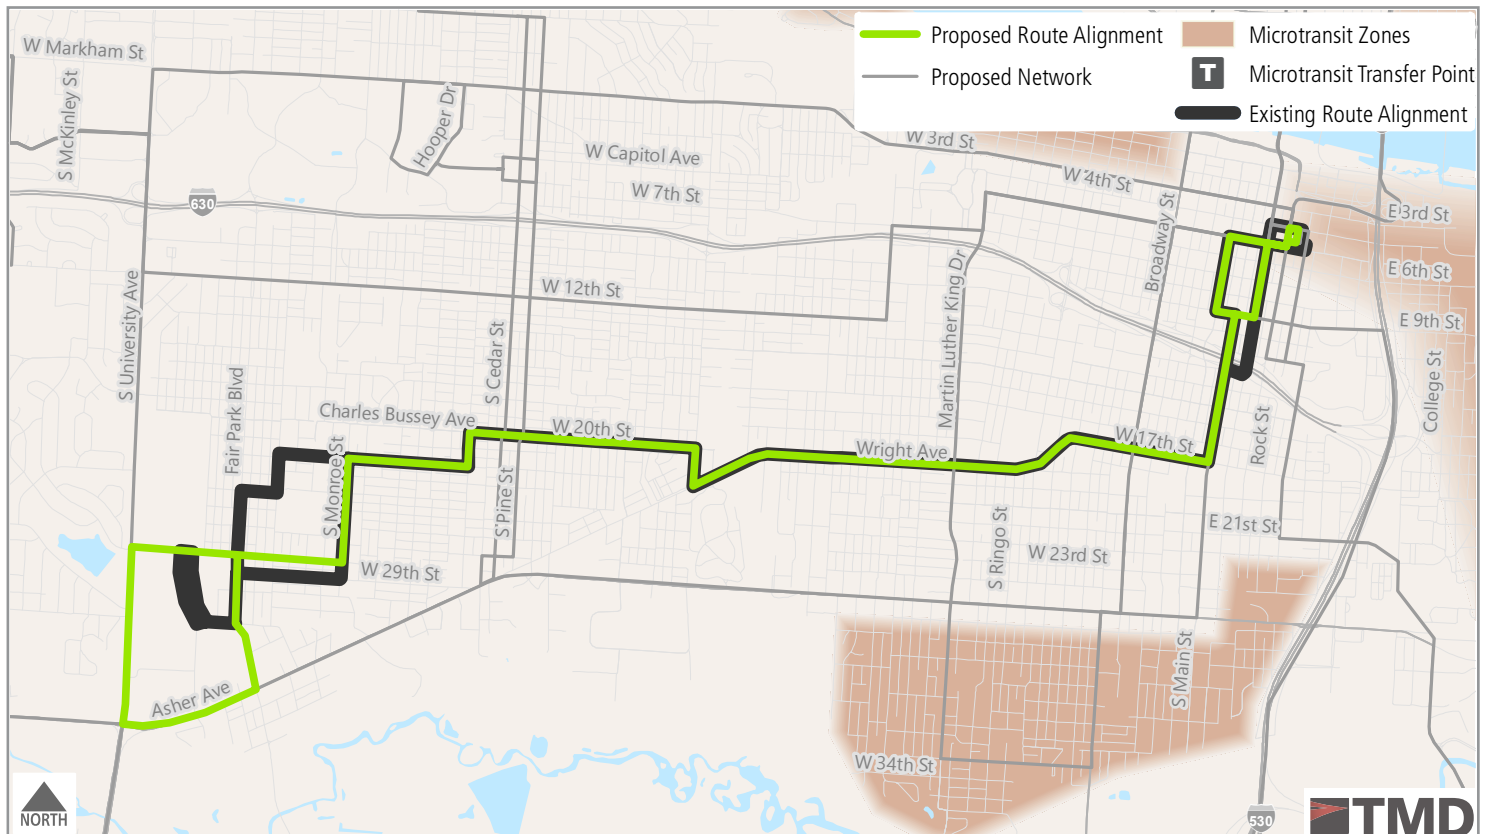 Proposed Route Alignment
Microtransit Zones
Proposed Network
T
Microtransit Transfer Point
Existing Route Alignment
W Markham St
S McKinley St
Hooper Dr
W Capitol Ave
W 7th St
W 3rd St
W 4th St
Broadway St
E 3rd St
E 6th St
E 9th St
630
W 12th St
S University Ave
Fair Park Blvd
S Cedar St
Martin Luther King Dr
College St
Charles Bussey Ave
W 20th St
Wright Ave
W 17th St
Rock St
S Monroe St
S Pine St
E 21st St
S Ringo St
W 23rd St
W 29th St
S Main St
Asher Ave
W 34th St
NORTH
530
TMD